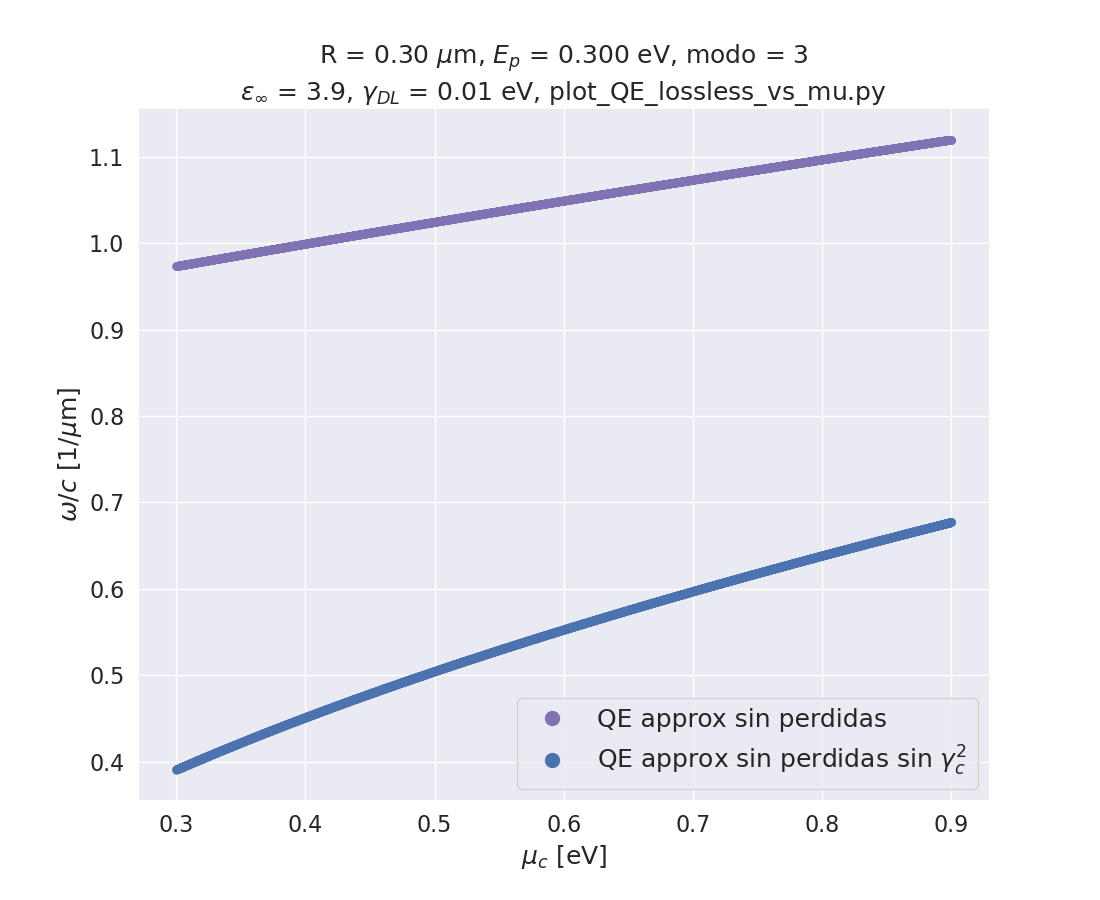 R = 0.30 μm, E_p = 0.300 eV, modo = 3
ε_∞ = 3.9, γ_DL = 0.01 eV, plot_QE_lossless_vs_mu.py
1.1
1.0
0.9
0.8
0.7
0.6
0.5
0.4
ω/c [1/μm]
QE approx sin perdidas
QE approx sin perdidas sin γ_c^2
0.3 0.4 0.5 0.6 0.7 0.8 0.9
μ_c [eV]